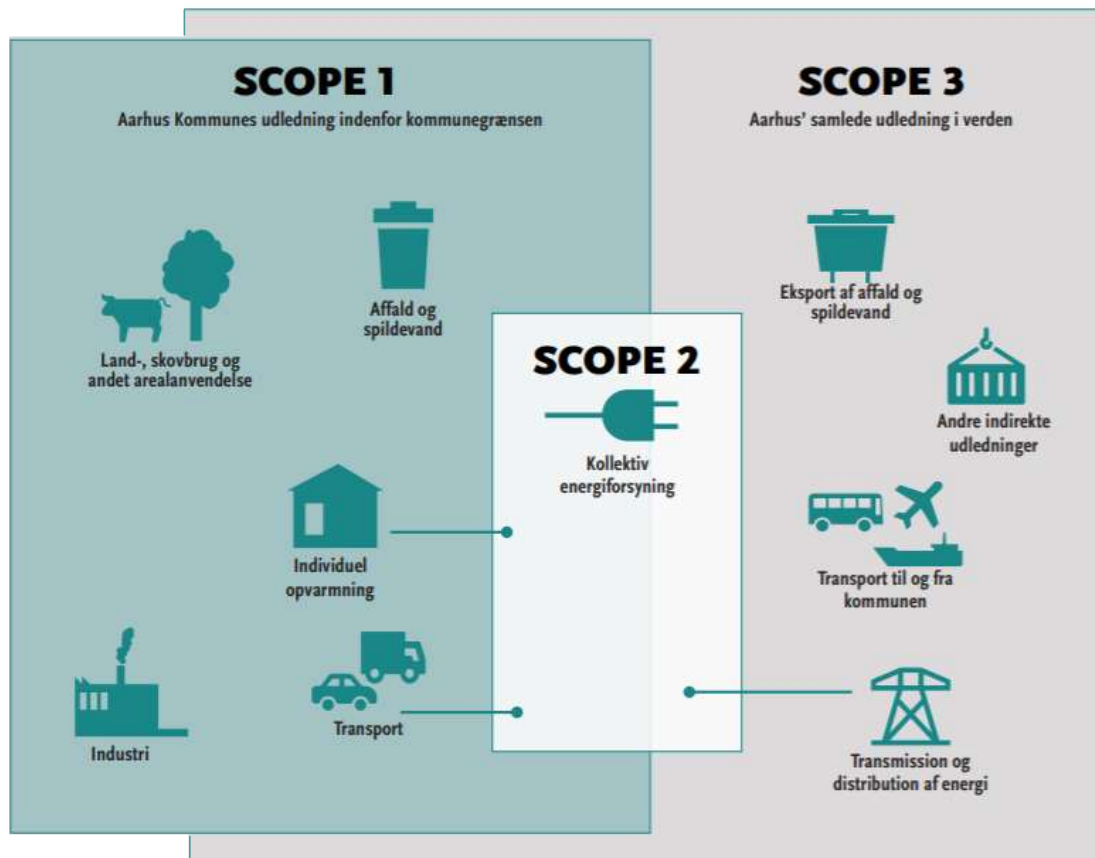 SCOPE 1
Aarhus Kommunes udledning indenfor kommunegrænsen
Land-, skovbrug og
andet arealanvendelse
Affald og
spildevand
Individuel
opvarmning
Industri
Transport
SCOPE 2
Kollektiv
energiforsyning
SCOPE 3
Aarhus’ samlede udledning i verden
Eksport af affald og
spildevand
Andre indirekte
udledninger
Transport til og fra
kommunen
Transmission og
distribution af energi